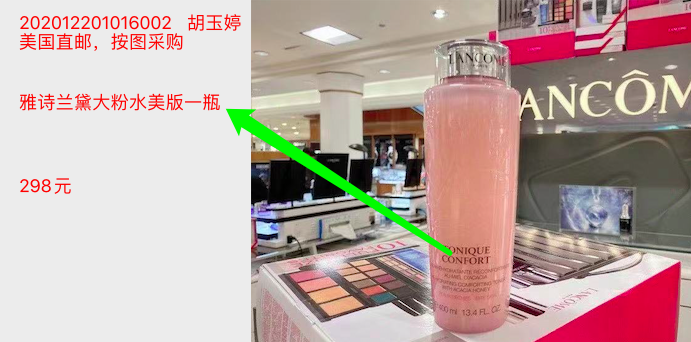 202012201016002 胡玉婷
美国直邮，按图采购
雅诗兰黛大粉水美版一瓶
298元
LANCÔME
LANCÔME
TONIQUE
CONFORT
400 ml 13.4 FL. OZ.